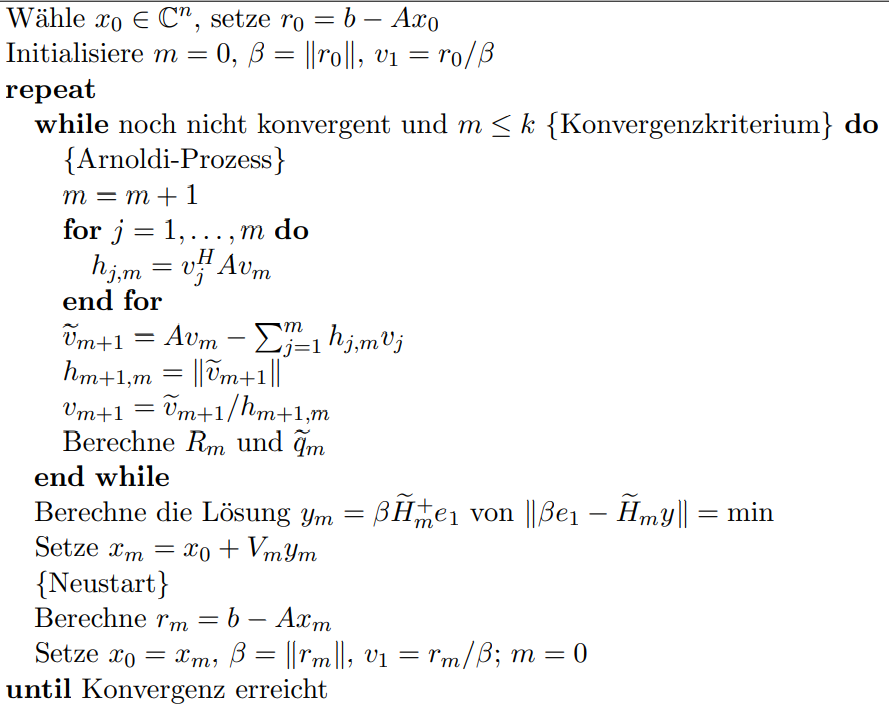 Wähle $x_0 \in \mathbb{C}^n$, setze $r_0 = b - Ax_0$
Initialisiere $m = 0$, $\beta = \|r_0\|$, $v_1 = r_0/\beta$
repeat
while noch nicht konvergent und $m \leq k$ {Konvergenzkriterium} do
{Arnoldi-Prozess}
$m = m + 1$
for $j = 1, \ldots, m$ do
$h_{j,m} = v_j^H A v_m$
end for
$\widetilde{v}_{m+1} = Av_m - \sum_{j=1}^m h_{j,m} v_j$
$h_{m+1,m} = \|\widetilde{v}_{m+1}\|$
$v_{m+1} = \widetilde{v}_{m+1}/h_{m+1,m}$
Berechne $R_m$ und $\widetilde{q}_m$
end while
Berechne die Lösung $y_m = \beta \widetilde{H}_m^+ e_1$ von $\|\beta e_1 - \widetilde{H}_m y\| = \min$
Setze $x_m = x_0 + V_m y_m$
{Neustart}
Berechne $r_m = b - Ax_m$
Setze $x_0 = x_m$, $\beta = \|r_m\|$, $v_1 = r_m/\beta$; $m = 0$
until Konvergenz erreicht